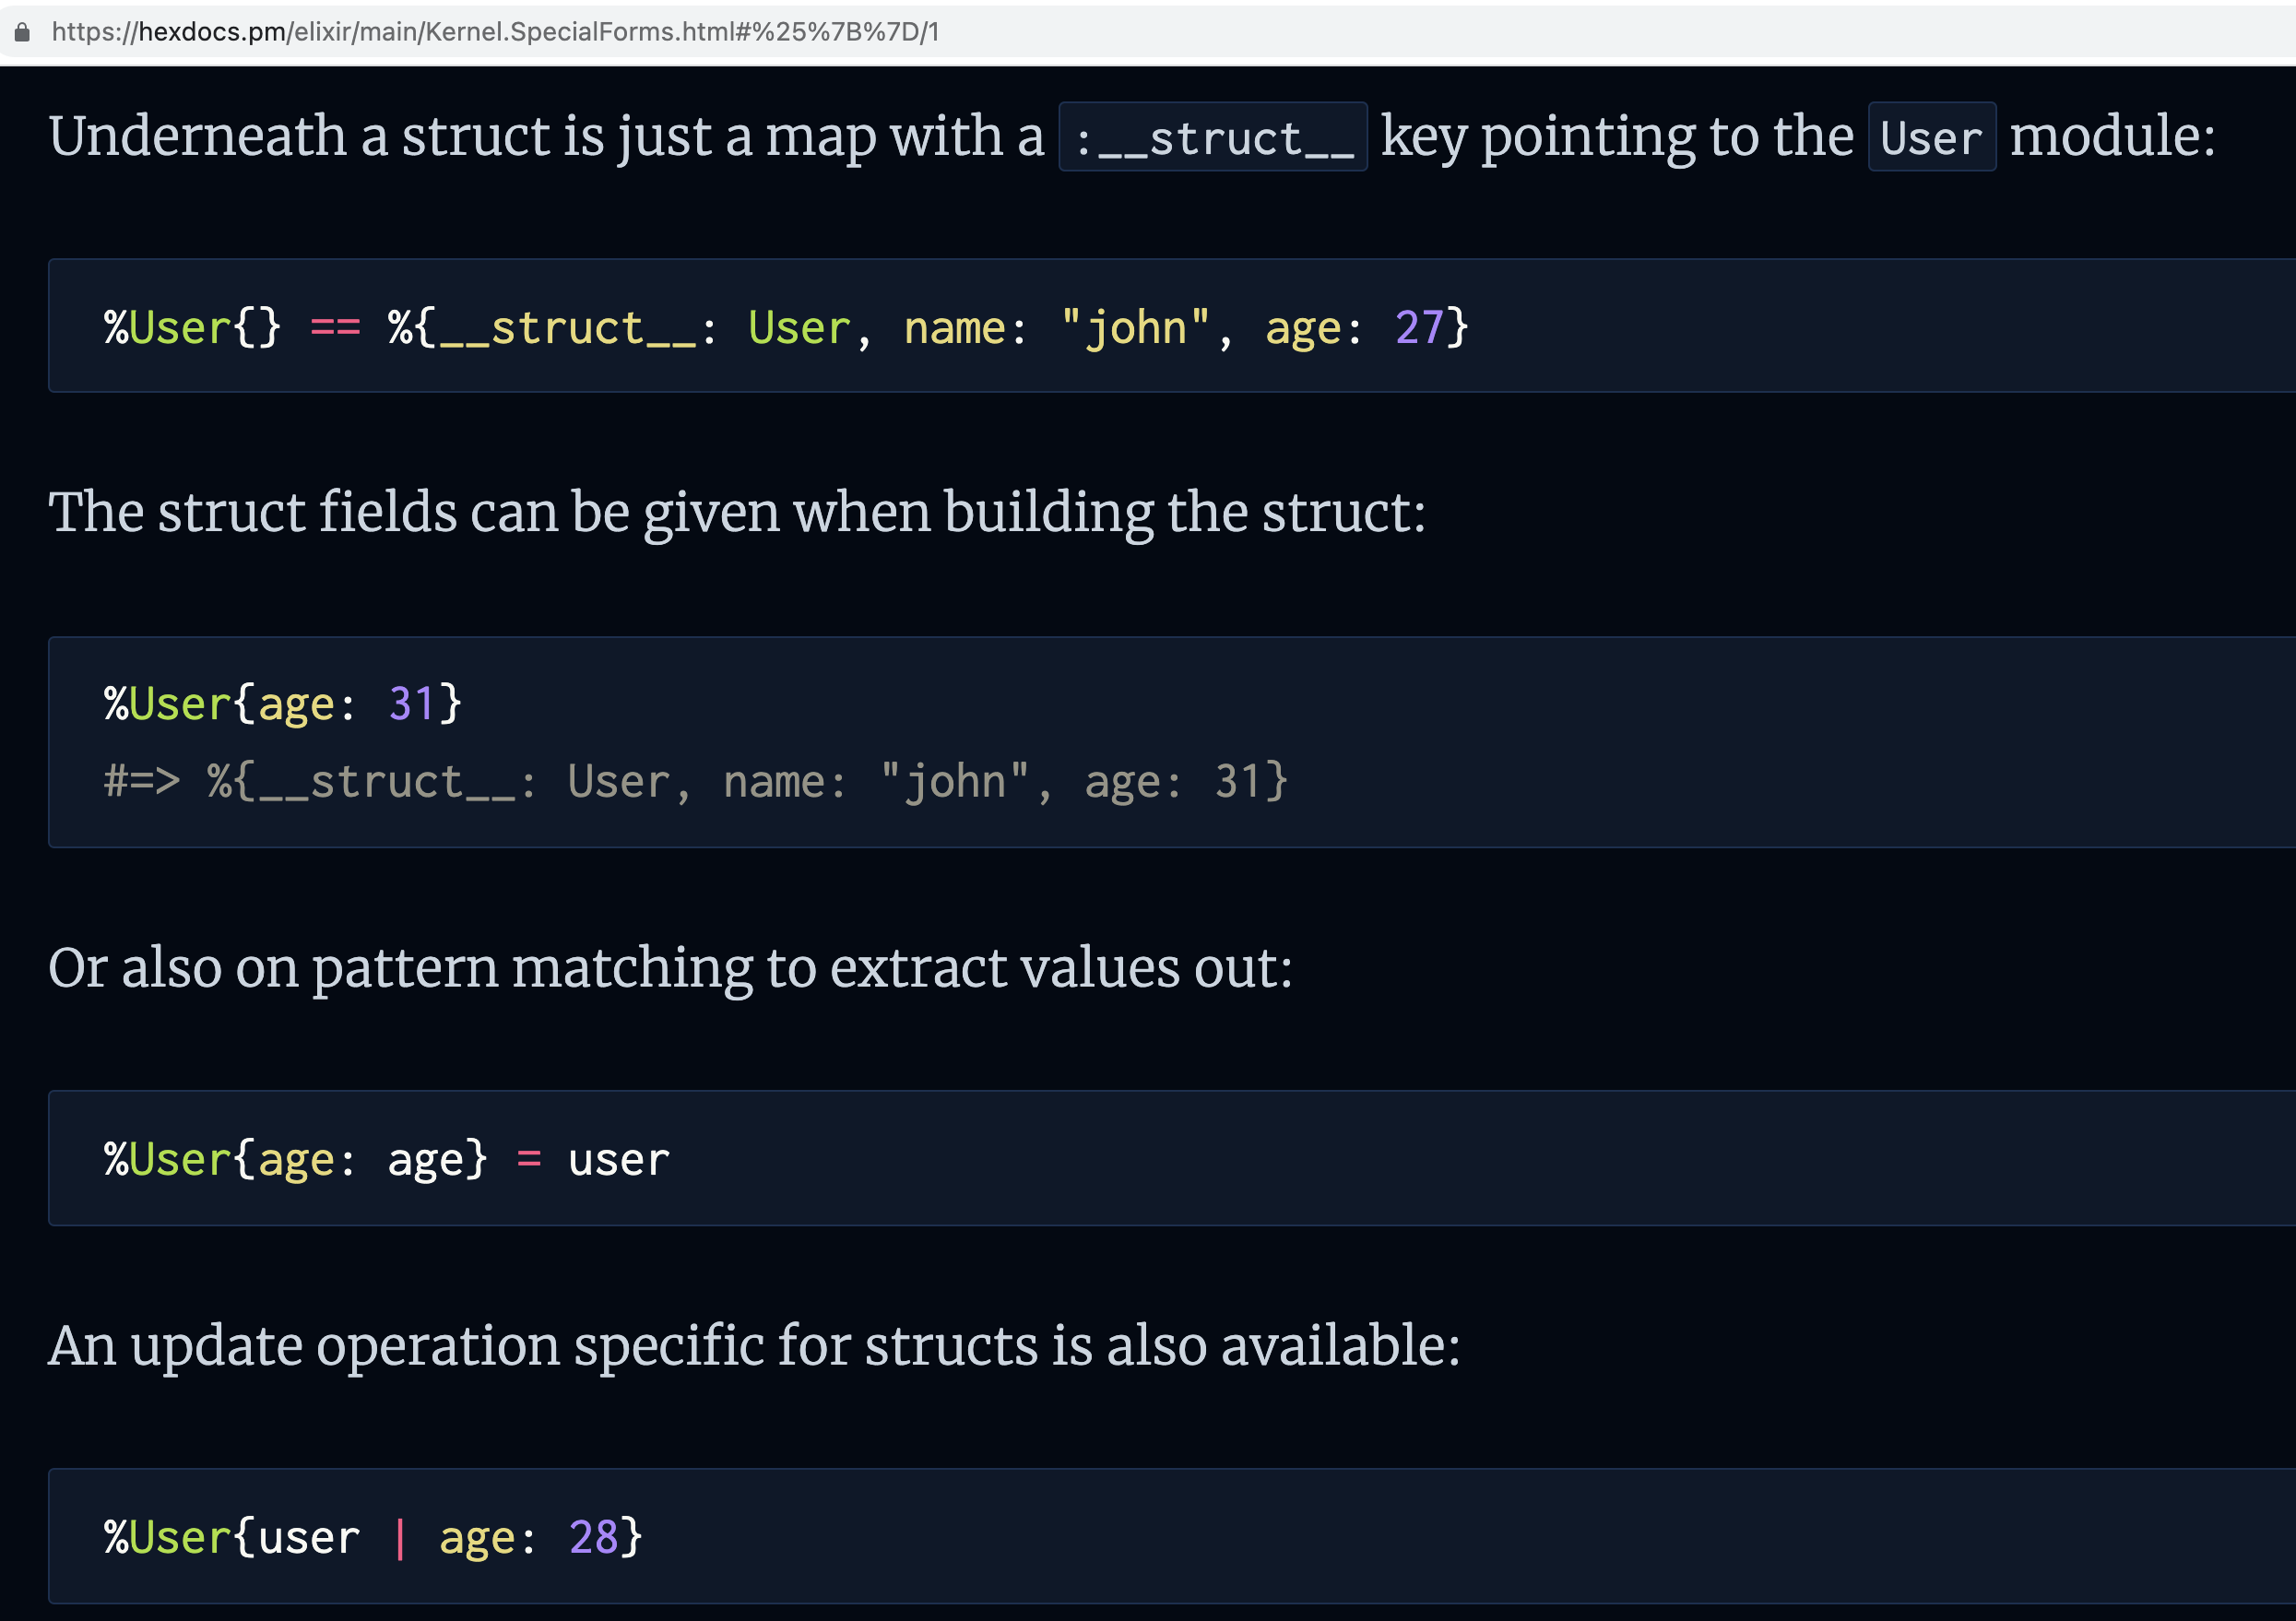 https://hexdocs.pm/elixir/main/Kernel.SpecialForms.html#%25%7B%7D/1
Underneath a struct is just a map with a :__struct__ key pointing to the User module:
%User{} == %{__struct__: User, name: "john", age: 27}
The struct fields can be given when building the struct:
%User{age: 31}
#=> %{__struct__: User, name: "john", age: 31}
Or also on pattern matching to extract values out:
%User{age: age} = user
An update operation specific for structs is also available:
%User{user | age: 28}